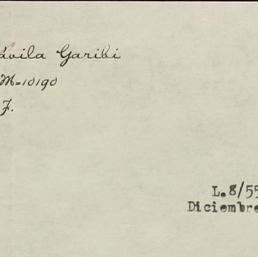 ávila Garibi
M-10190
J.
L.8/55
Diciembre